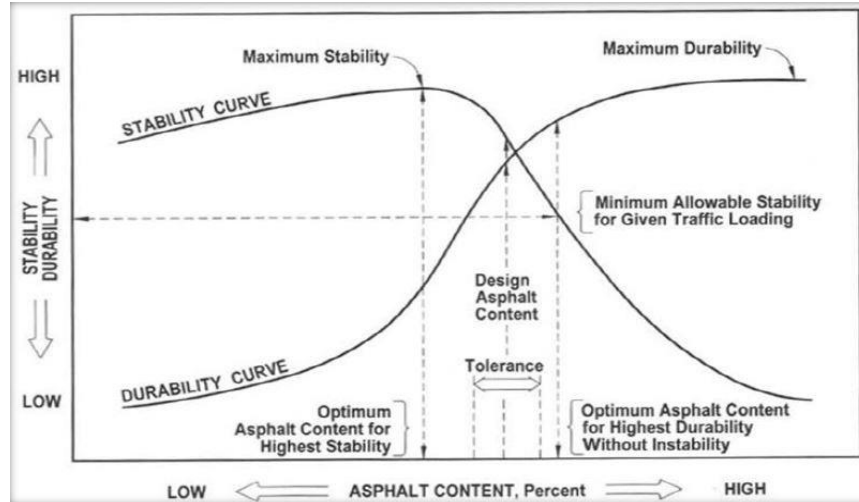 Maximum Stability
Maximum Durability
HIGH
STABILITY CURVE
STABILITY
DURABILITY
Minimum Allowable Stability
for Given Traffic Loading
Design
Asphalt
Content
Tolerance
DURABILITY CURVE
LOW
Optimum
Asphalt Content for
Highest Stability
Optimum Asphalt Content
for Highest Durability
Without Instability
LOW
ASPHALT CONTENT, Percent
HIGH